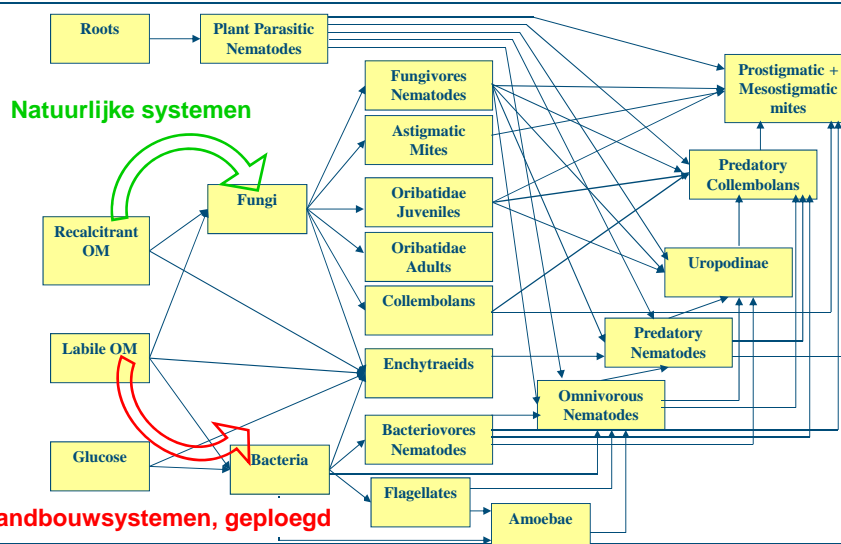 Roots
Plant Parasitic
Nematodes
Fungivores
Nematodes
Prostigmatic +
Mesostigmatic
mites
Natuurlijke systemen
Astigmatic
Mites
Predatory
Collembolans
Fungi
Oribatidae
Juveniles
Recalcitrant
OM
Oribatidae
Adults
Uropodinae
Collembolans
Labile OM
Enchytraeids
Predatory
Nematodes
Omnivorous
Nematodes
Glucose
Bacteria
Bacteriovores
Nematodes
Flagellates
andbouwsystemen, geploegd
Amoebae